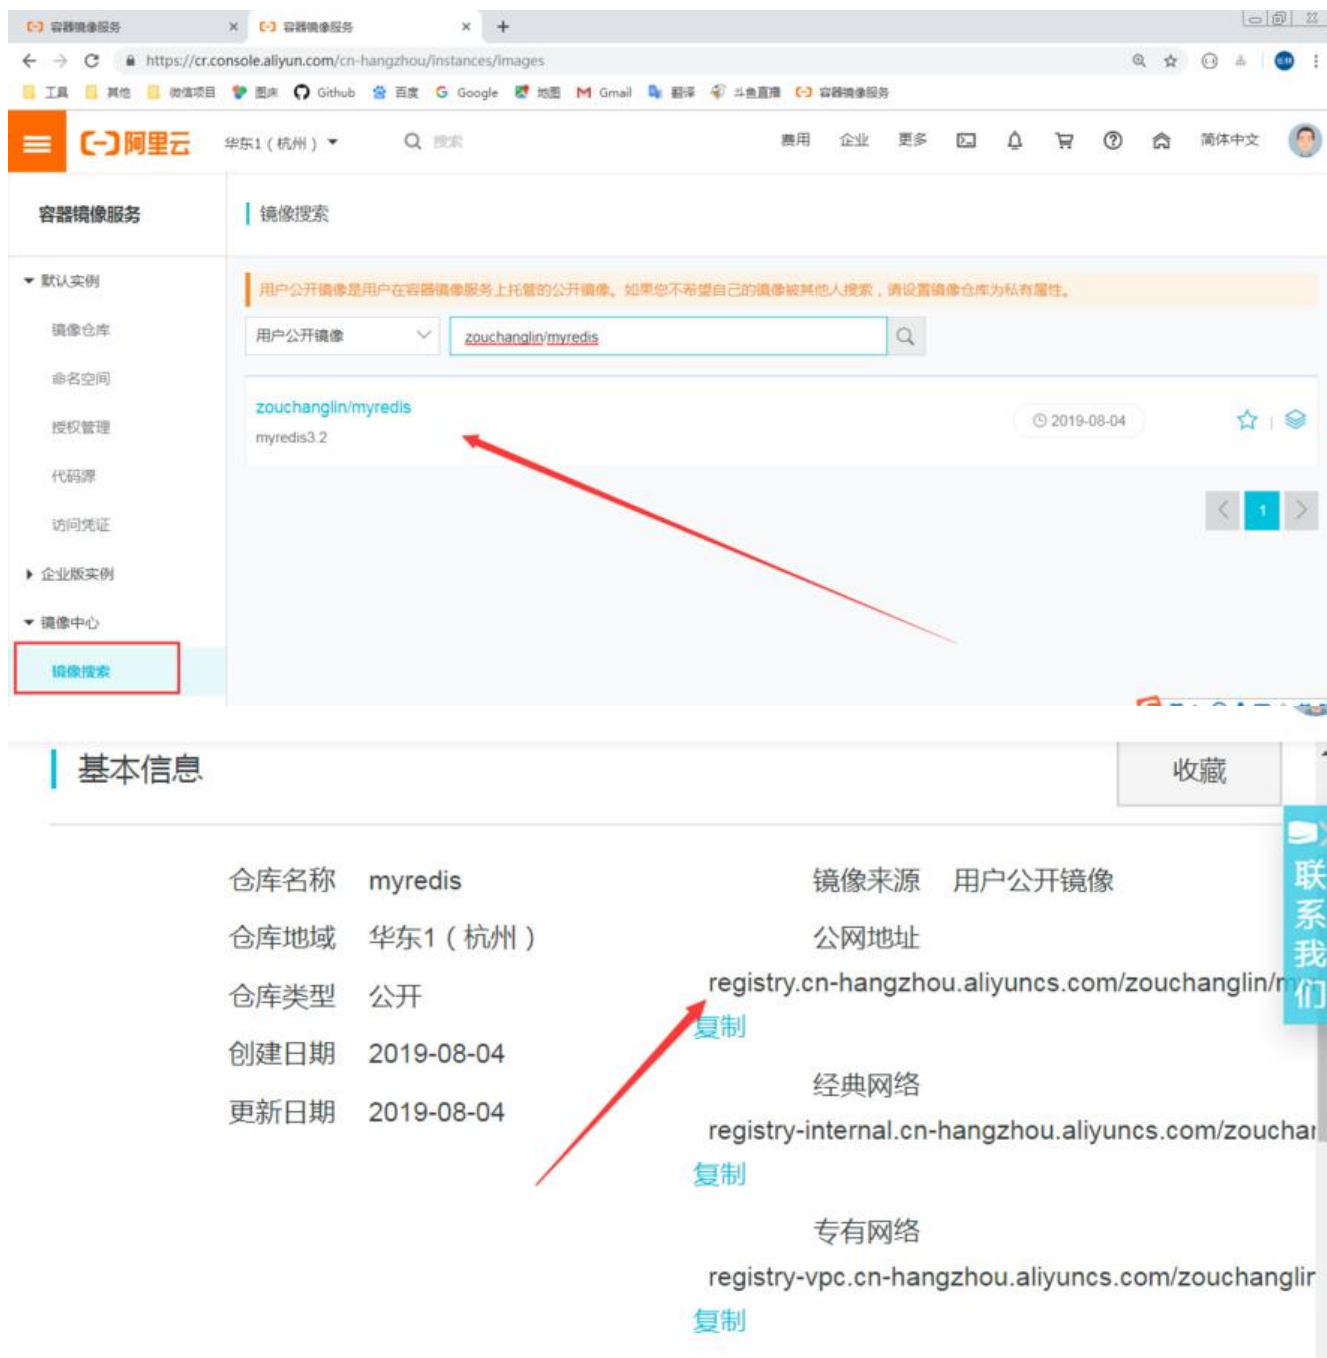 容器镜像服务 容器镜像服务
https://cr.console.aliyun.com/cn-hangzhou/instances/images
工具 其他 微信项目 图床 Github 百度 Google 地图 Gmail 翻译 斗鱼直播 容器镜像服务
阿里云 华东1（杭州） 搜索 费用 企业 更多 简体中文
容器镜像服务
镜像搜索
默认实例
用户公开镜像是用户在容器镜像服务上托管的公开镜像。如果您不希望自己的镜像被其他人搜索，请设置镜像仓库为私有属性。
镜像仓库
用户公开镜像 zouchanglin/myredis
命名空间
zouchanglin/myredis
授权管理
myredis3.2
2019-08-04
代码源
访问凭证
1
企业版实例
镜像中心
镜像搜索
基本信息
收藏
仓库名称 myredis
镜像来源 用户公开镜像
仓库地域 华东1（杭州）
公网地址
registry.cn-hangzhou.aliyuncs.com/zouchanglin/
复制
仓库类型 公开
创建日期 2019-08-04
更新日期 2019-08-04
经典网络
registry-internal.cn-hangzhou.aliyuncs.com/zouchar
复制
专有网络
registry-vpc.cn-hangzhou.aliyuncs.com/zouchanglir
复制
联系我们